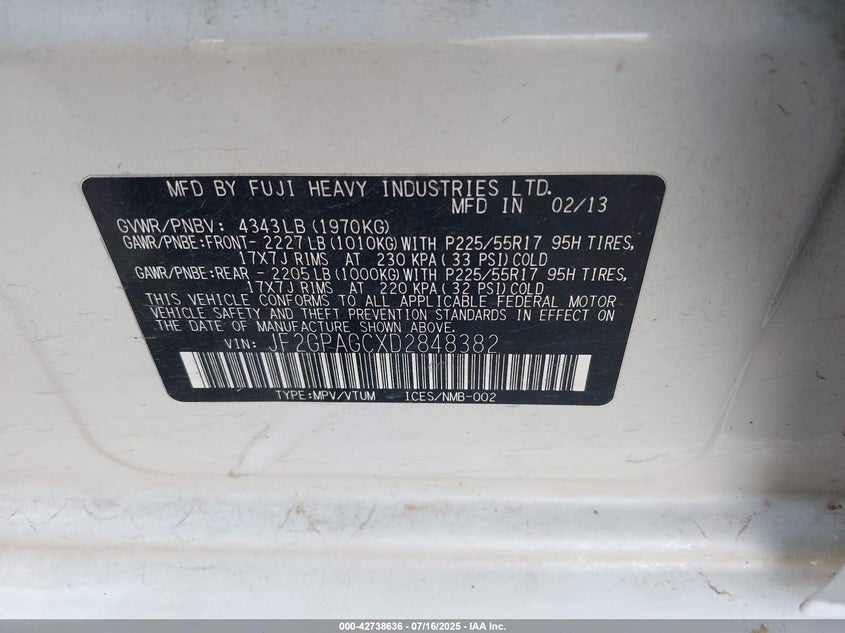 MFD BY FUJI HEAVY INDUSTRIES LTD.
MFD IN 02/13
GVWR/PNBV: 4343LB (1970KG)
GAWR/PNBE:FRONT- 2227LB(1010KG)WITH P225/55R17 95H TIRES,
17X7J RIMS AT 230 KPA(33 PSI)COLD
GAWR/PNBE:REAR - 2205LB(1000KG)WITH P225/55R17 95H TIRES,
17X7J RIMS AT 220 KPA(32 PSI)COLD
THIS VEHICLE CONFORMS TO ALL APPLICABLE FEDERAL MOTOR
VEHICLE SAFETY AND THEFT PREVENTION STANDARDS IN EFFECT ON
THE DATE OF MANUFACTURE SHOWN ABOVE.
VIN: JF2GPAGCXD2848382
TYPE:MPV/VTUM ICES/NMB-002
000-42738636 - 07/16/2025 - IAA Inc.